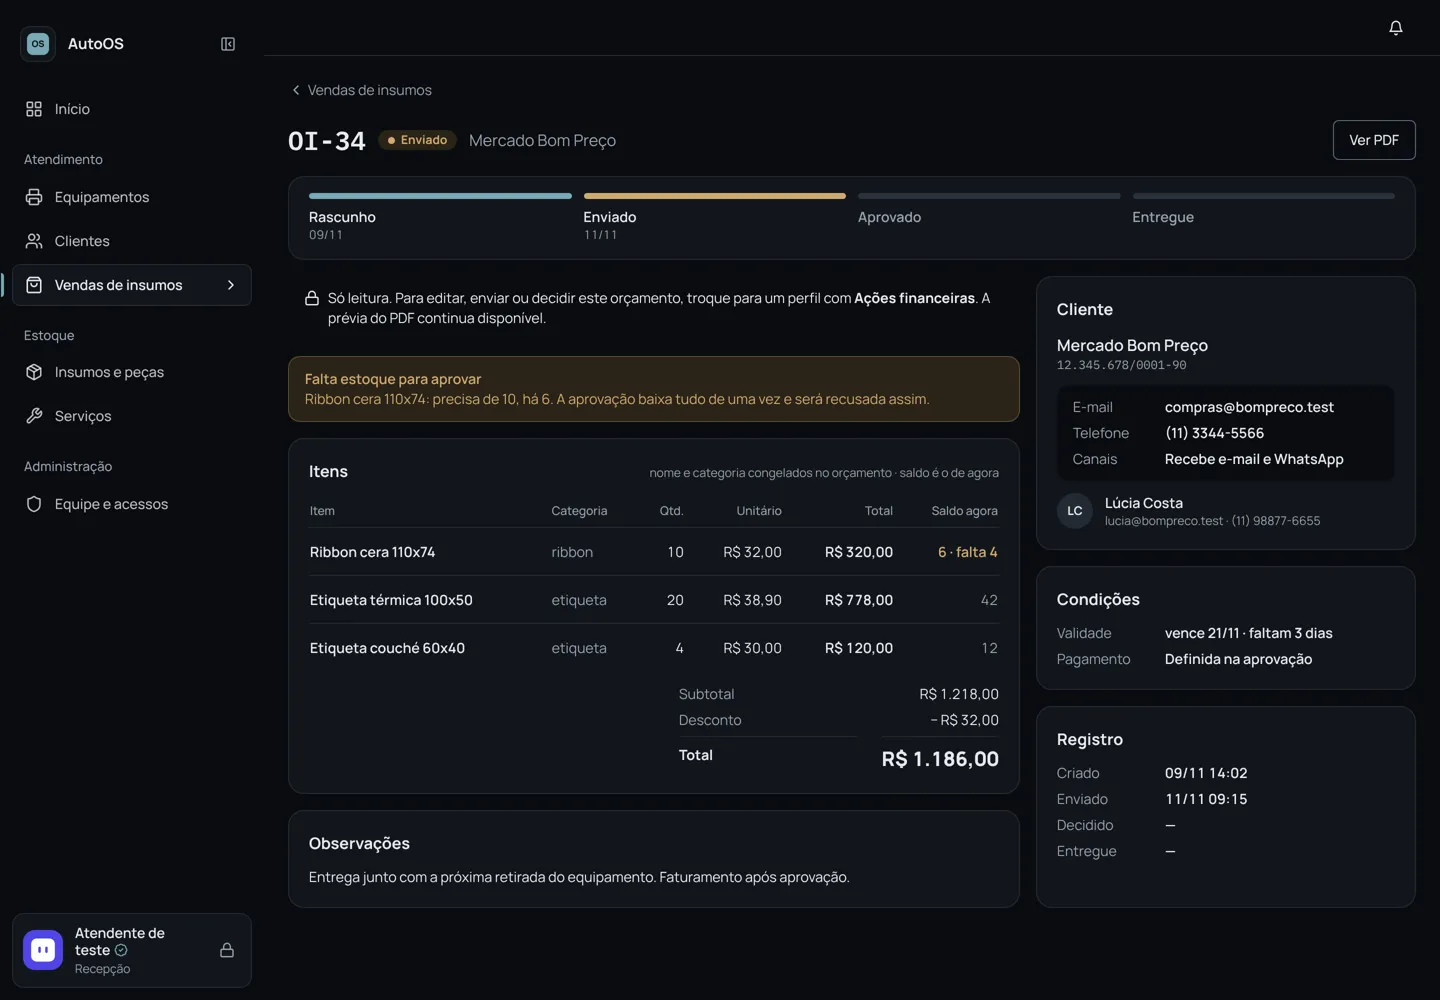 OS
AutoOS
Início
Atendimento
Equipamentos
Clientes
Vendas de insumos
Estoque
Insumos e peças
Serviços
Administração
Equipe e acessos
Atendente de
teste
Recepção
Vendas de insumos
OI-34
Enviado
Mercado Bom Preço
Ver PDF
Rascunho
09/11
Enviado
11/11
Aprovado
Entregue
Só leitura. Para editar, enviar ou decidir este orçamento, troque para um perfil com Ações financeiras. A
prévia do PDF continua disponível.
Falta estoque para aprovar
Ribbon cera 110x74: precisa de 10, há 6. A aprovação baixa tudo de uma vez e será recusada assim.
Itens
nome e categoria congelados no orçamento · saldo é o de agora
Item Categoria Qtd. Unitário Total Saldo agora
Ribbon cera 110x74 ribbon 10 R$ 32,00 R$ 320,00 6 · falta 4
Etiqueta térmica 100x50 etiqueta 20 R$ 38,90 R$ 778,00 42
Etiqueta couché 60x40 etiqueta 4 R$ 30,00 R$ 120,00 12
Subtotal R$ 1.218,00
Desconto − R$ 32,00
Total R$ 1.186,00
Observações
Entrega junto com a próxima retirada do equipamento. Faturamento após aprovação.
Cliente
Mercado Bom Preço
12.345.678/0001-90
E-mail compras@bompreco.test
Telefone (11) 3344-5566
Canais Recebe e-mail e WhatsApp
LC
Lúcia Costa
lucia@bompreco.test · (11) 98877-6655
Condições
Validade vence 21/11 · faltam 3 dias
Pagamento Definida na aprovação
Registro
Criado 09/11 14:02
Enviado 11/11 09:15
Decidido —
Entregue —